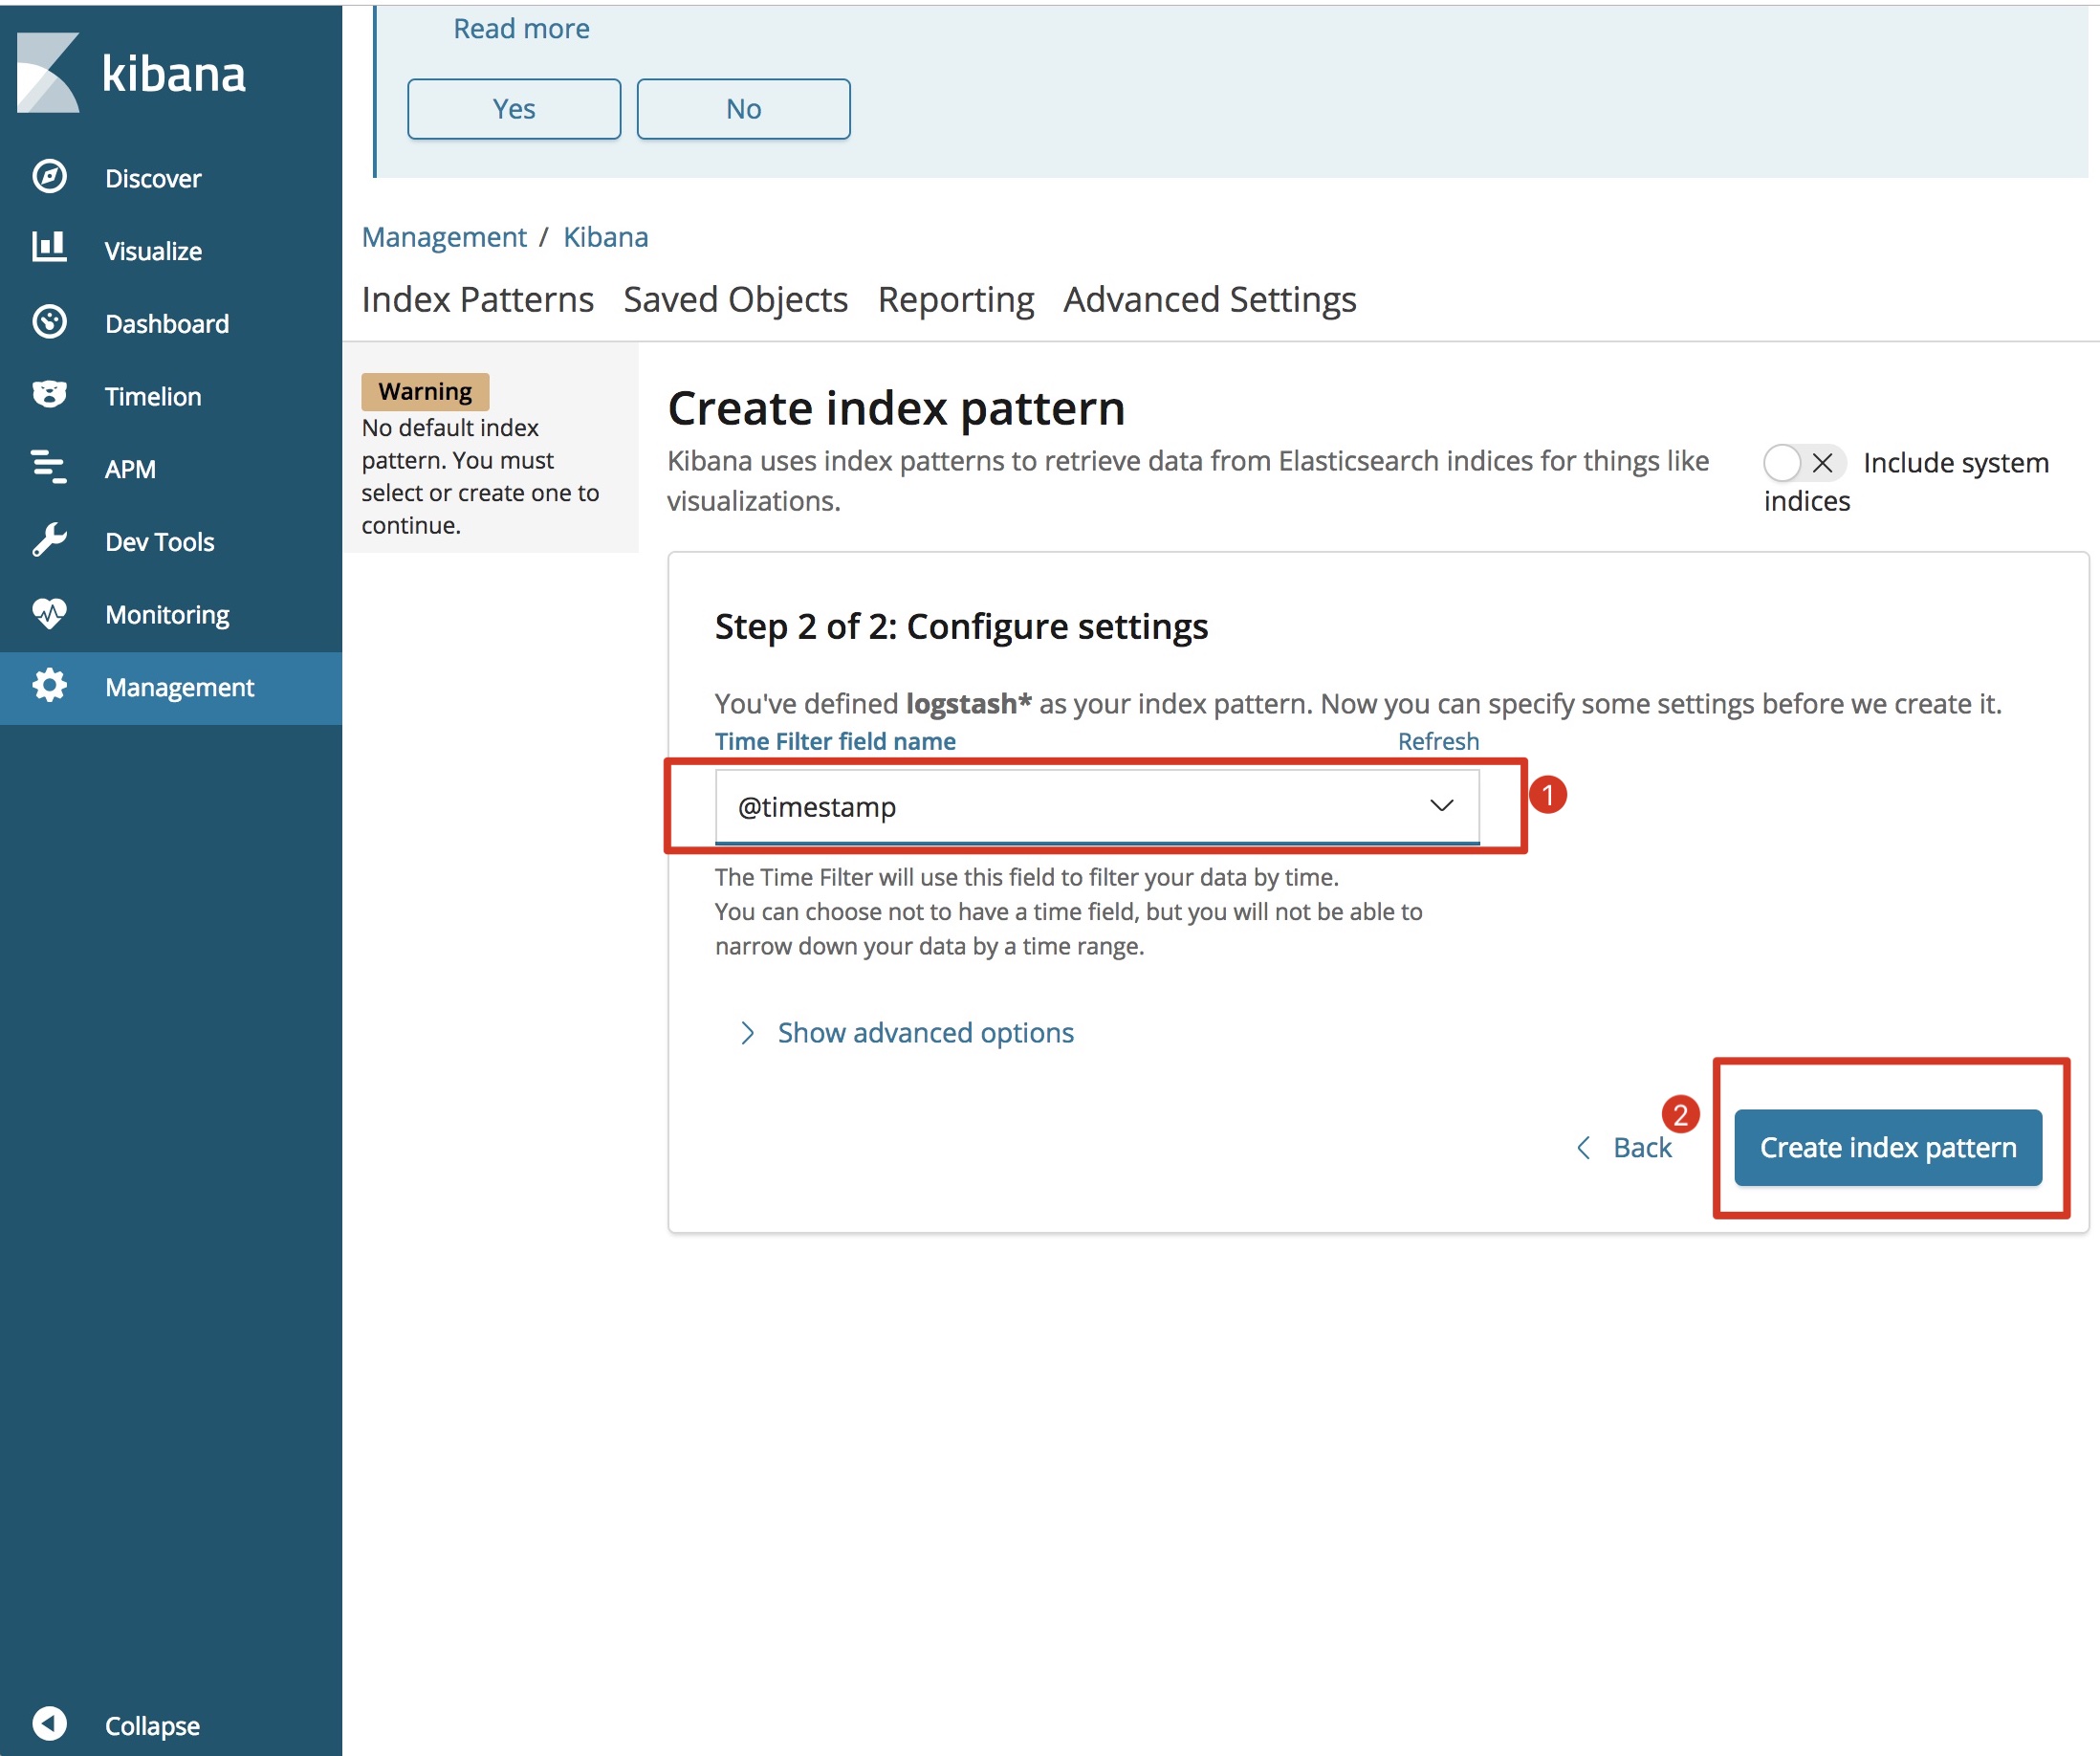 kibana
Discover
Visualize
Dashboard
Timelion
APM
Dev Tools
Monitoring
Management
Collapse
Read more
Yes
No
Management / Kibana
Index Patterns Saved Objects Reporting Advanced Settings
Warning
No default index
pattern. You must
select or create one to
continue.
Create index pattern
Kibana uses index patterns to retrieve data from Elasticsearch indices for things like
visualizations.
Include system
indices
Step 2 of 2: Configure settings
You've defined logstash* as your index pattern. Now you can specify some settings before we create it.
Time Filter field name
Refresh
@timestamp
1
The Time Filter will use this field to filter your data by time.
You can choose not to have a time field, but you will not be able to
narrow down your data by a time range.
Show advanced options
2
Back
Create index pattern